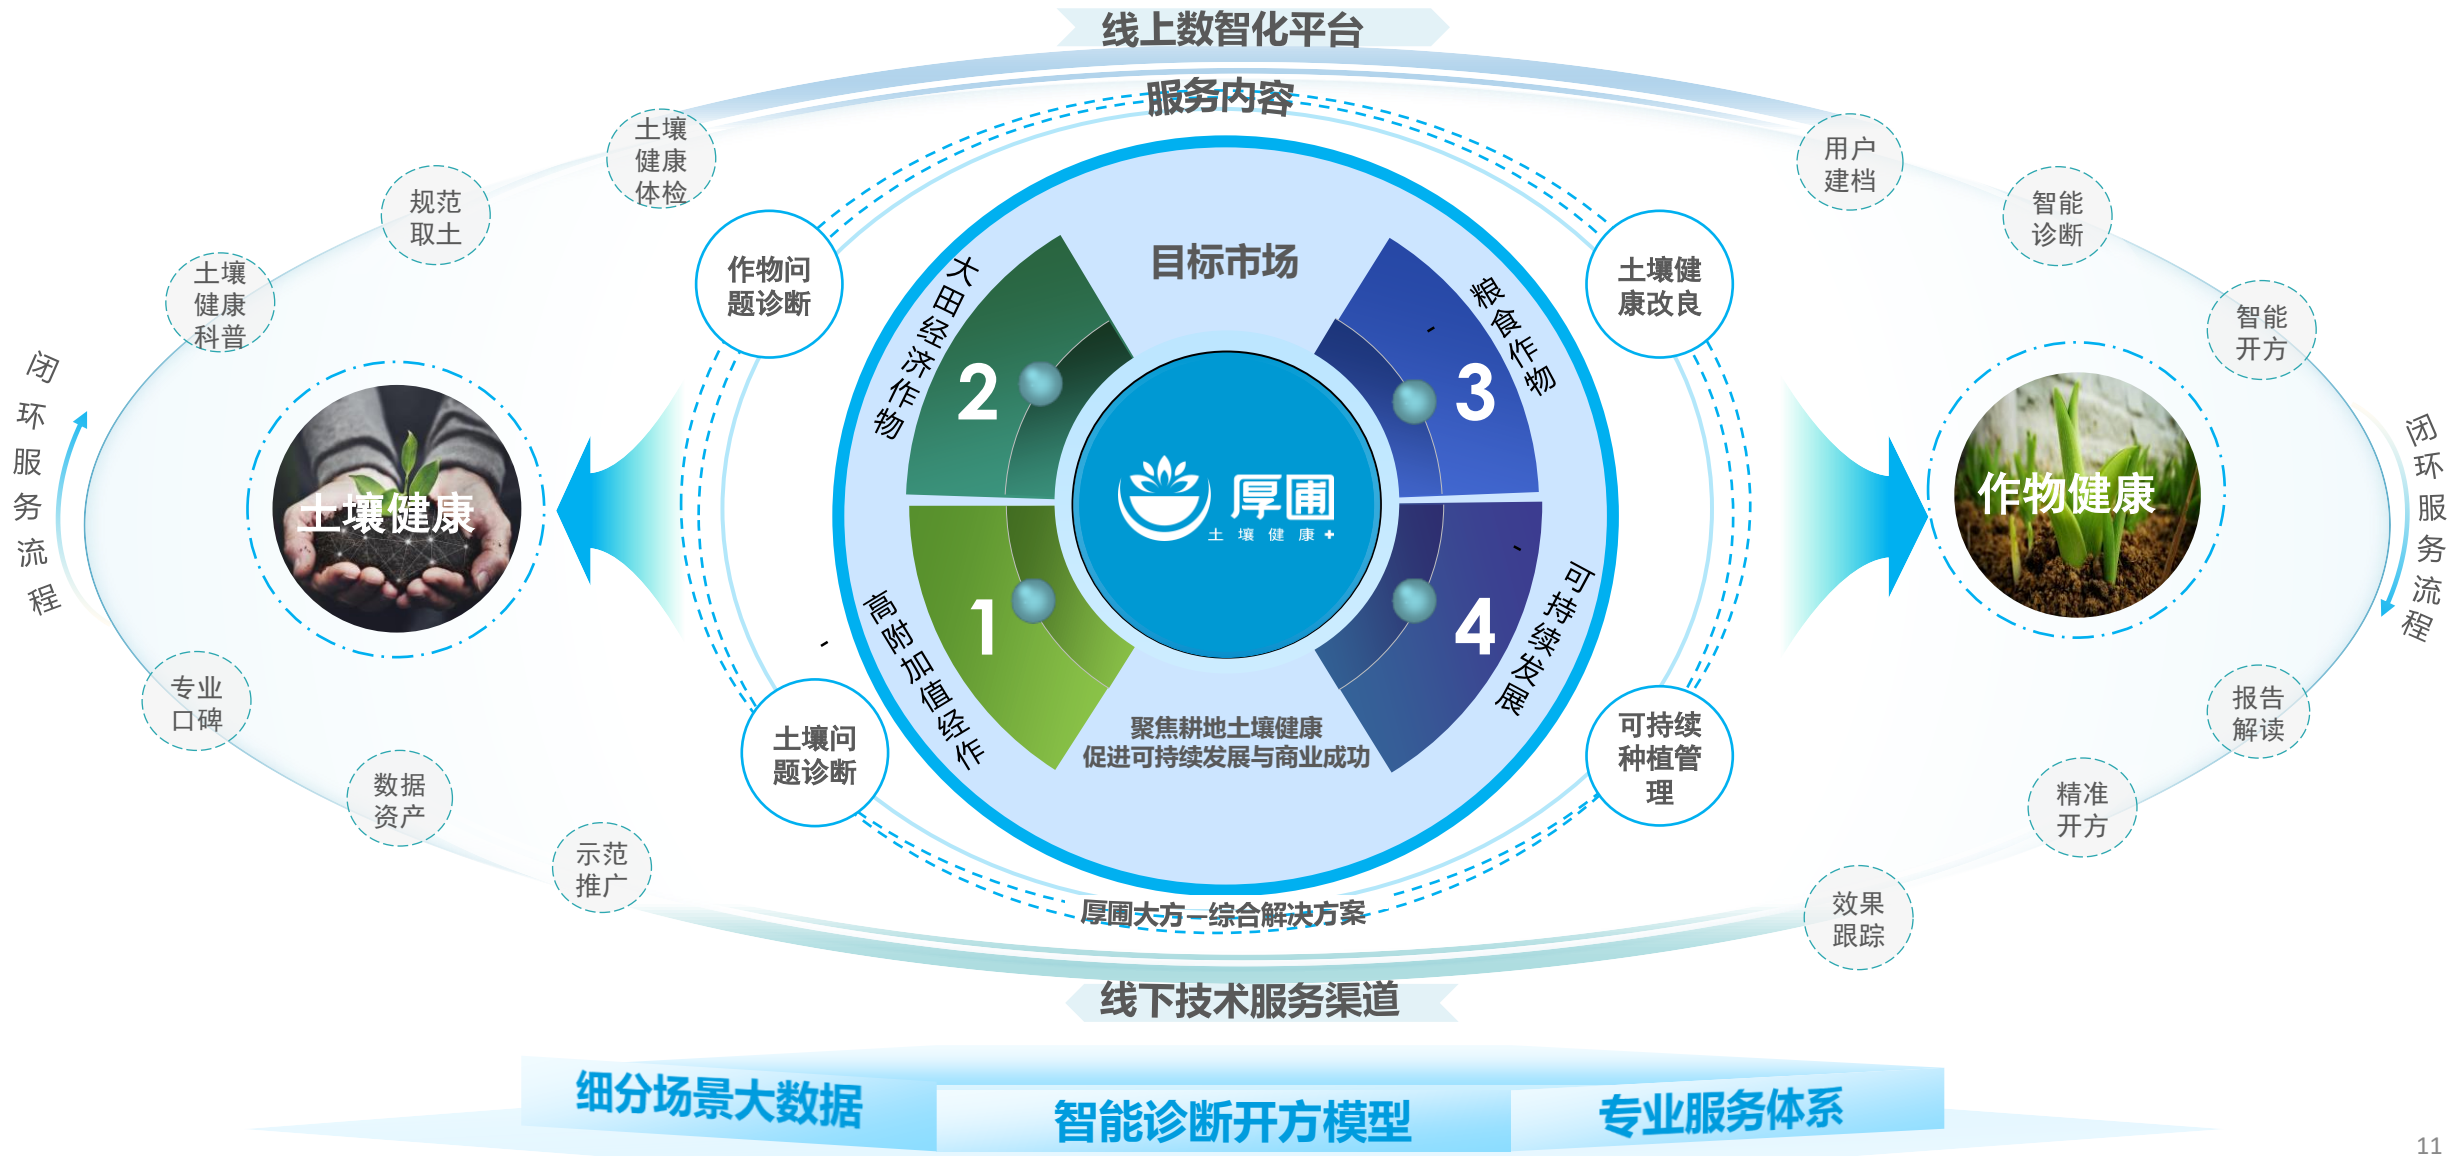 线上数智化平台
服务内容
土壤
健康
体检
规范
取土
土壤
健康
科普
用户
建档
智能
诊断
智能
开方
作物问
题诊断
土壤健
康改良
目标市场
大田经济作物
粮食作物
2
3
1
4
高附加值经作
可持续发展
厚圃
土壤健康+
土壤健康
作物健康
闭环服务流程
闭环服务流程
聚焦耕地土壤健康
促进可持续发展与商业成功
土壤问
题诊断
可持续
种植管
理
专业
口碑
数据
资产
示范
推广
报告
解读
精准
开方
效果
跟踪
厚圃大方—综合解决方案
线下技术服务渠道
细分场景大数据
智能诊断开方模型
专业服务体系
11